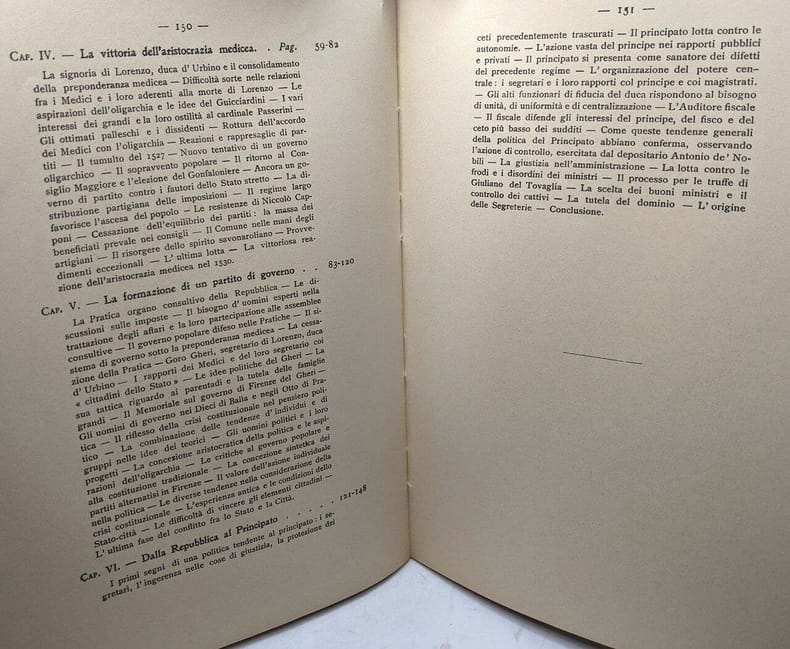 — 150 —
CAP. IV. — La vittoria dell'aristocrazia medicea. . Pag. 59-82
La signoria di Lorenzo, duca d' Urbino e il consolidamento
della preponderanza medicea — Difficoltà sorte nelle relazioni
fra i Medici e i loro aderenti alla morte di Lorenzo — Le
aspirazioni dell'oligarchia e le idee del Guicciardini — I vari
interessi dei grandi e la loro ostilità al cardinale Passerini —
Gli ottimati palleschi e i dissidenti — Rottura dell'accordo
dei Medici con l'oligarchia — Reazioni e rappresaglie di par-
titi — Il tumulto del 1527 — Nuovo tentativo di un governo
oligarchico — Il sopravvento popolare — Il ritorno al Con-
siglio Maggiore e l'elezione del Gonfaloniere — Ancora un go-
verno di partito contro i fautori dello Stato stretto — La di-
stribuzione partigiana delle imposizioni — Il regime largo
favorisce l'ascesa del popolo — Le resistenze di Niccolò Cap-
poni — Cessazione dell'equilibrio dei partiti : la massa dei
beneficiati prevale nei consigli — Il Comune nelle mani degli
artigiani — Il risorgere dello spirito savonaroliano — Provve-
dimenti eccezionali — L' ultima lotta — La vittoriosa rea-
zione dell'aristocrazia medicea nel 1530.
CAP. V. — La formazione di un partito di governo . . 83-120
La Pratica organo consultivo della Repubblica — Le di-
scussioni sulle imposte — Il bisogno d' uomini esperti nella
trattazione degli affari e la loro partecipazione alle assemblee
consultive — Il governo popolare difeso nelle Pratiche — Il si-
stema di governo sotto la preponderanza medicea — La cessa-
zione della Pratica — Goro Gheri, segretario di Lorenzo, duca
d' Urbino — I rapporti dei Medici e del loro segretario coi
« cittadini dello Stato » — Le idee politiche del Gheri — La
sua tattica riguardo ai parentadi e la tutela delle famiglie
grandi — Il Memoriale sul governo di Firenze del Gheri —
Gli uomini di governo nei Dieci di Balìa e negli Otto di Pra-
tica — Il riflesso della crisi costituzionale nel pensiero poli-
tico — La combinazione delle tendenze d' individui e di
gruppi nelle idee dei teorici — Gli uomini politici e i loro
progetti — La concezione aristocratica della politica e le aspi-
razioni dell'oligarchia — Le critiche al governo popolare e
alla costituzione tradizionale — La concezione sintetica dei
partiti alternatisi in Firenze — Il valore dell'azione individuale
nella politica — Le diverse tendenze nella considerazione della
crisi costituzionale — L'esperienza antica e le condizioni dello
Stato-città — Le difficoltà di vincere gli elementi cittadini —
L' ultima fase del conflitto fra lo Stato e la Città.
CAP. VI. — Dalla Repubblica al Principato . . . . . 121-148
I primi segni di una politica tendente al principato : i se-
gretari, l' ingerenza nelle cose di giustizia, la protezione dei
— 151 —
ceti precedentemente trascurati — Il principato lotta contro le
autonomie. — L'azione vasta del principe nei rapporti pubblici
e privati — Il principato si presenta come sanatore dei difetti
del precedente regime — L' organizzazione del potere cen-
trale : i segretari e i loro rapporti col principe e coi magistrati.
— Gli alti funzionari di fiducia del duca rispondono al bisogno
di unità, di uniformità e di centralizzazione — L'Auditore fiscale
— Il fiscale difende gli interessi del principe, del fisco e del
ceto più basso dei sudditi — Come queste tendenze generali
della politica del Principato abbiano conferma, osservando
l'azione di controllo, esercitata dal depositario Antonio de' No-
bili — La giustizia nell'amministrazione — La lotta contro le
frodi e i disordini dei ministri — Il processo per le truffe di
Giuliano del Tovaglia — La scelta dei buoni ministri e il
controllo dei cattivi — La tutela del dominio — L' origine
delle Segreterie — Conclusione.